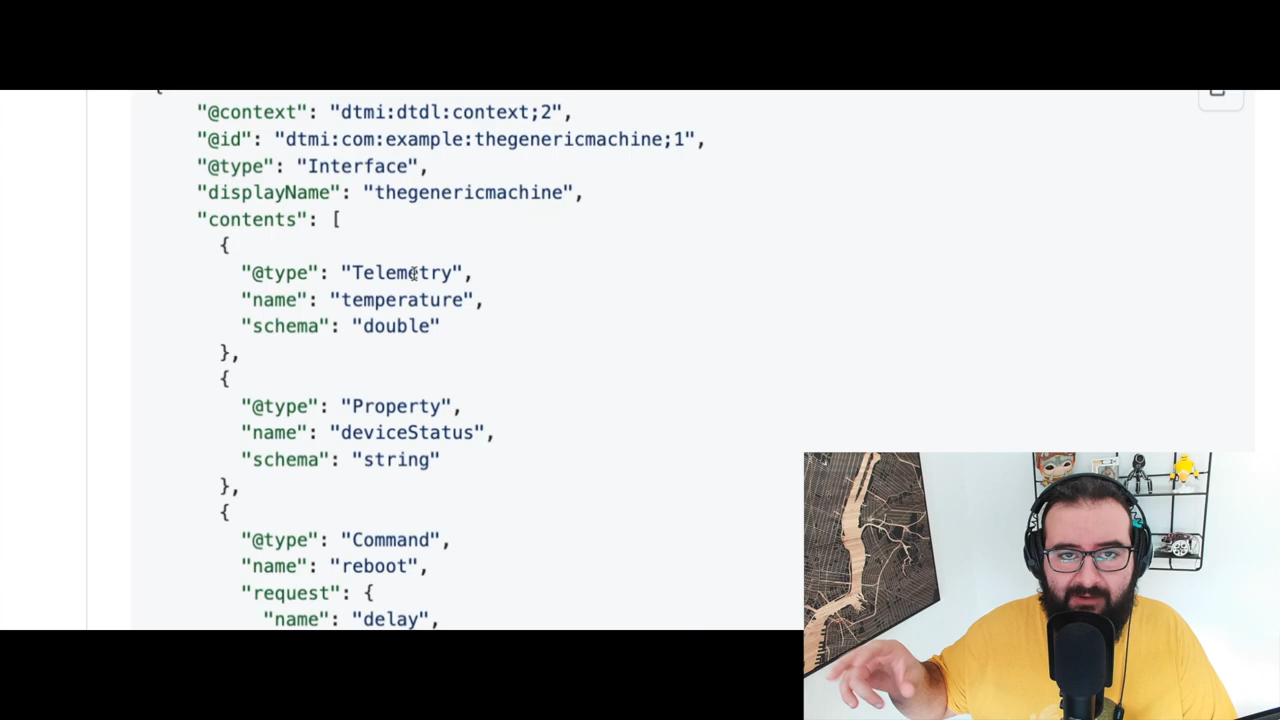 {
"@context": "dtmi:dtdl:context;2",
"@id": "dtmi:com:example:thegenericmachine;1",
"@type": "Interface",
"displayName": "thegenericmachine",
"contents": [
{
"@type": "Telemetry",
"name": "temperature",
"schema": "double"
},
{
"@type": "Property",
"name": "deviceStatus",
"schema": "string"
},
{
"@type": "Command",
"name": "reboot",
"request": {
"name": "delay",